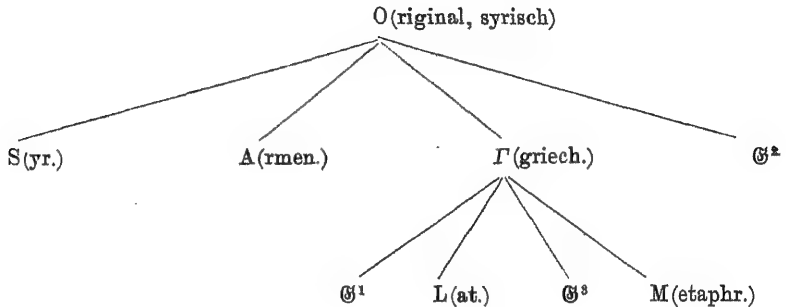 O(riginal, syrisch)
S(yr.) A(rmen.) Γ(griech.) 𝔊²
𝔊¹ L(at.) 𝔊³ M(etaphr.)